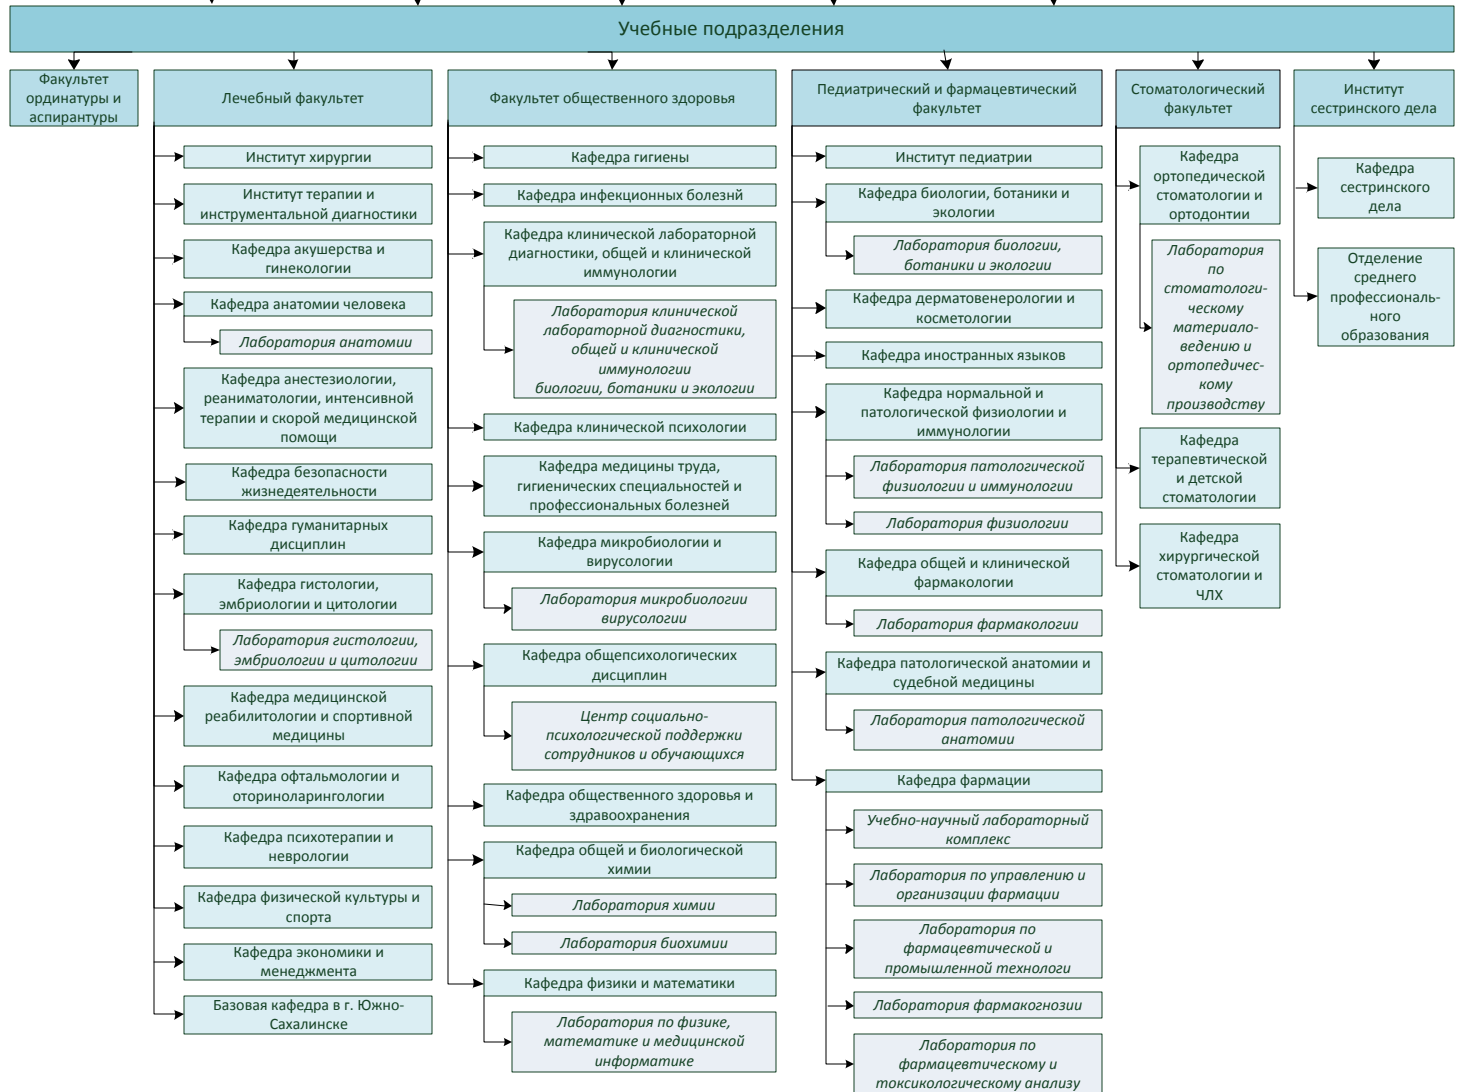 Учебные подразделения
Факультет
ординатуры и
аспирантуры
Лечебный факультет
Институт хирургии
Институт терапии и
инструментальной диагностики
Кафедра акушерства и
гинекологии
Кафедра анатомии человека
Лаборатория анатомии
Кафедра анестезиологии,
реаниматологии, интенсивной
терапии и скорой медицинской
помощи
Кафедра безопасности
жизнедеятельности
Кафедра гуманитарных
дисциплин
Кафедра гистологии,
эмбриологии и цитологии
Лаборатория гистологии,
эмбриологии и цитологии
Кафедра медицинской
реабилитологии и спортивной
медицины
Кафедра офтальмологии и
оториноларингологии
Кафедра психотерапии и
неврологии
Кафедра физической культуры и
спорта
Кафедра экономики и
менеджмента
Базовая кафедра в г. Южно-
Сахалинске
Факультет общественного здоровья
Кафедра гигиены
Кафедра инфекционных болезнй
Кафедра клинической лабораторной
диагностики, общей и клинической
иммунологии
Лаборатория клинической
лабораторной диагностики,
общей и клинической
иммунологии
биологии, ботаники и экологии
Кафедра клинической психологии
Кафедра медицины труда,
гигиенических специальностей и
профессиональных болезней
Кафедра микробиологии и
вирусологии
Лаборатория микробиологии
вирусологии
Кафедра общепсихологических
дисциплин
Центр социально-
психологической поддержки
сотрудников и обучающихся
Кафедра общественного здоровья и
здравоохранения
Кафедра общей и биологической
химии
Лаборатория химии
Лаборатория биохимии
Кафедра физики и математики
Лаборатория по физике,
математике и медицинской
информатике
Педиатрический и фармацевтический
факультет
Институт педиатрии
Кафедра биологии, ботаники и
экологии
Лаборатория биологии,
ботаники и экологии
Кафедра дерматовенерологии и
косметологии
Кафедра иностранных языков
Кафедра нормальной и
патологической физиологии и
иммунологии
Лаборатория патологической
физиологии и иммунологии
Лаборатория физиологии
Кафедра общей и клинической
фармакологии
Лаборатория фармакологии
Кафедра патологической анатомии и
судебной медицины
Лаборатория патологической
анатомии
Кафедра фармации
Учебно-научный лабораторный
комплекс
Лаборатория по управлению и
организации фармации
Лаборатория по
фармацевтической и
промышленной технологи
Лаборатория фармакогнозии
Лаборатория по
фармацевтическому и
токсикологическому анализу
Стоматологический
факультет
Кафедра
ортопедической
стоматологии и
ортодонтии
Лаборатория
по
стоматологи-
ческому
материало-
ведению и
ортопедичес-
кому
производству
Кафедра
терапевтической
и детской
стоматологии
Кафедра
хирургической
стоматологии и
ЧЛХ
Институт
сестринского дела
Кафедра
сестринского
дела
Отделение
среднего
профессиональ-
ного
образования